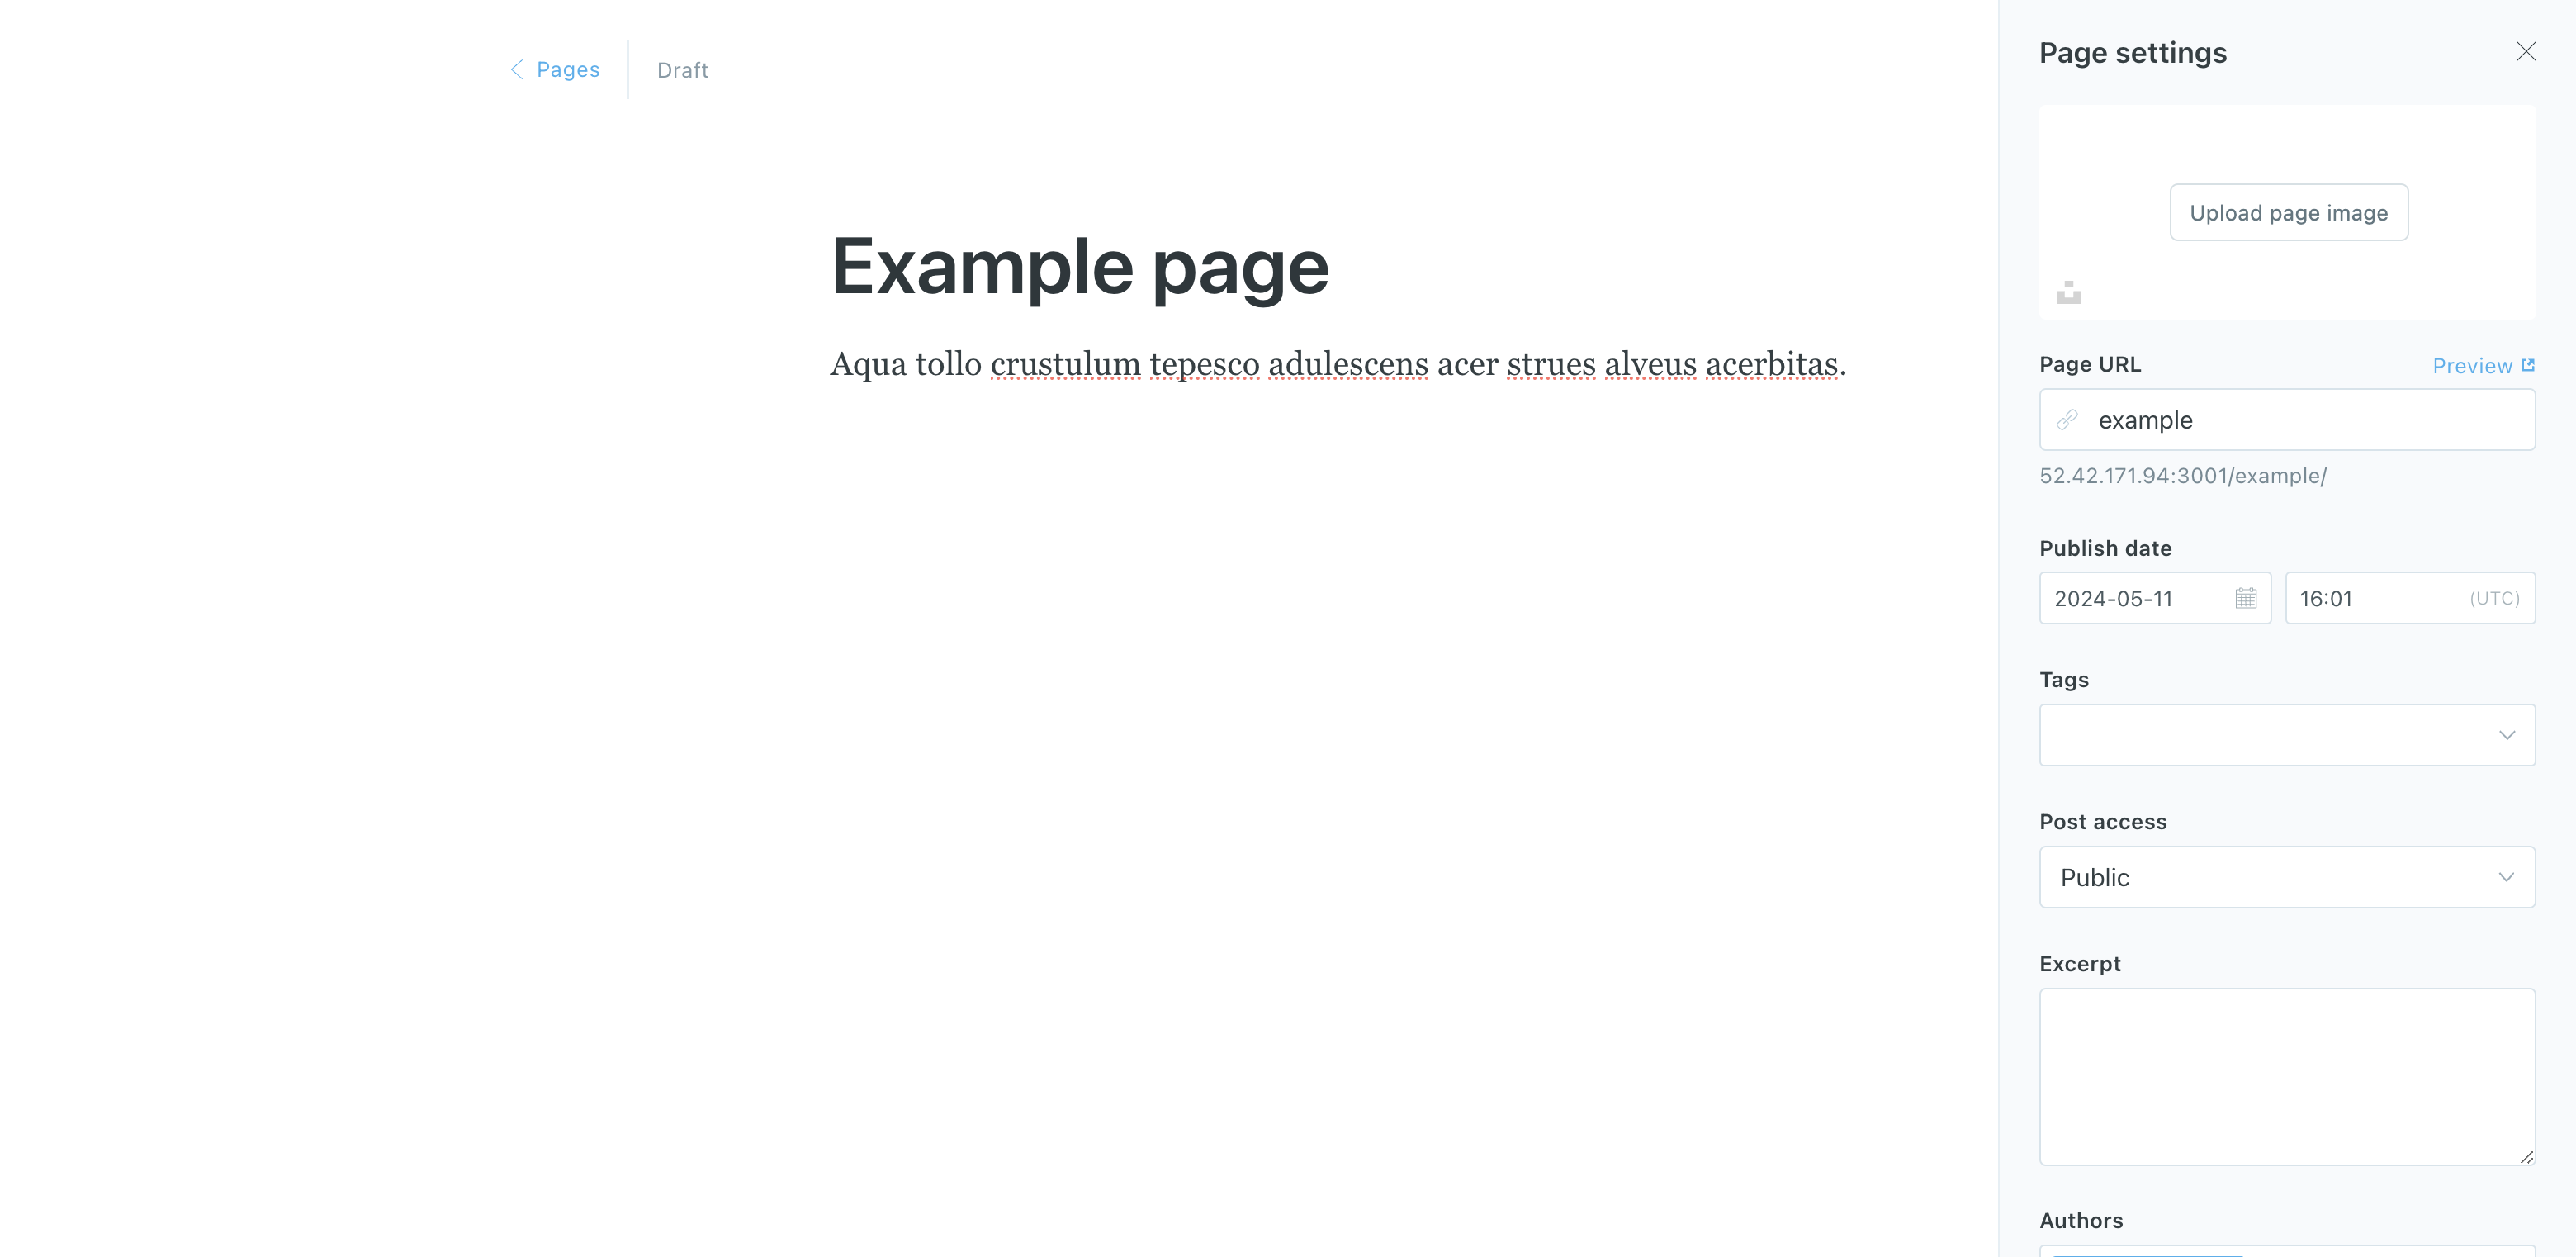 Pages
Draft
Example page
Aqua tollo crustulum tepesco adulescens acer strues alveus acerbitas.
Page settings
Upload page image
Page URL
Preview
example
52.42.171.94:3001/example/
Publish date
2024-05-11
16:01
(UTC)
Tags
Post access
Public
Excerpt
Authors